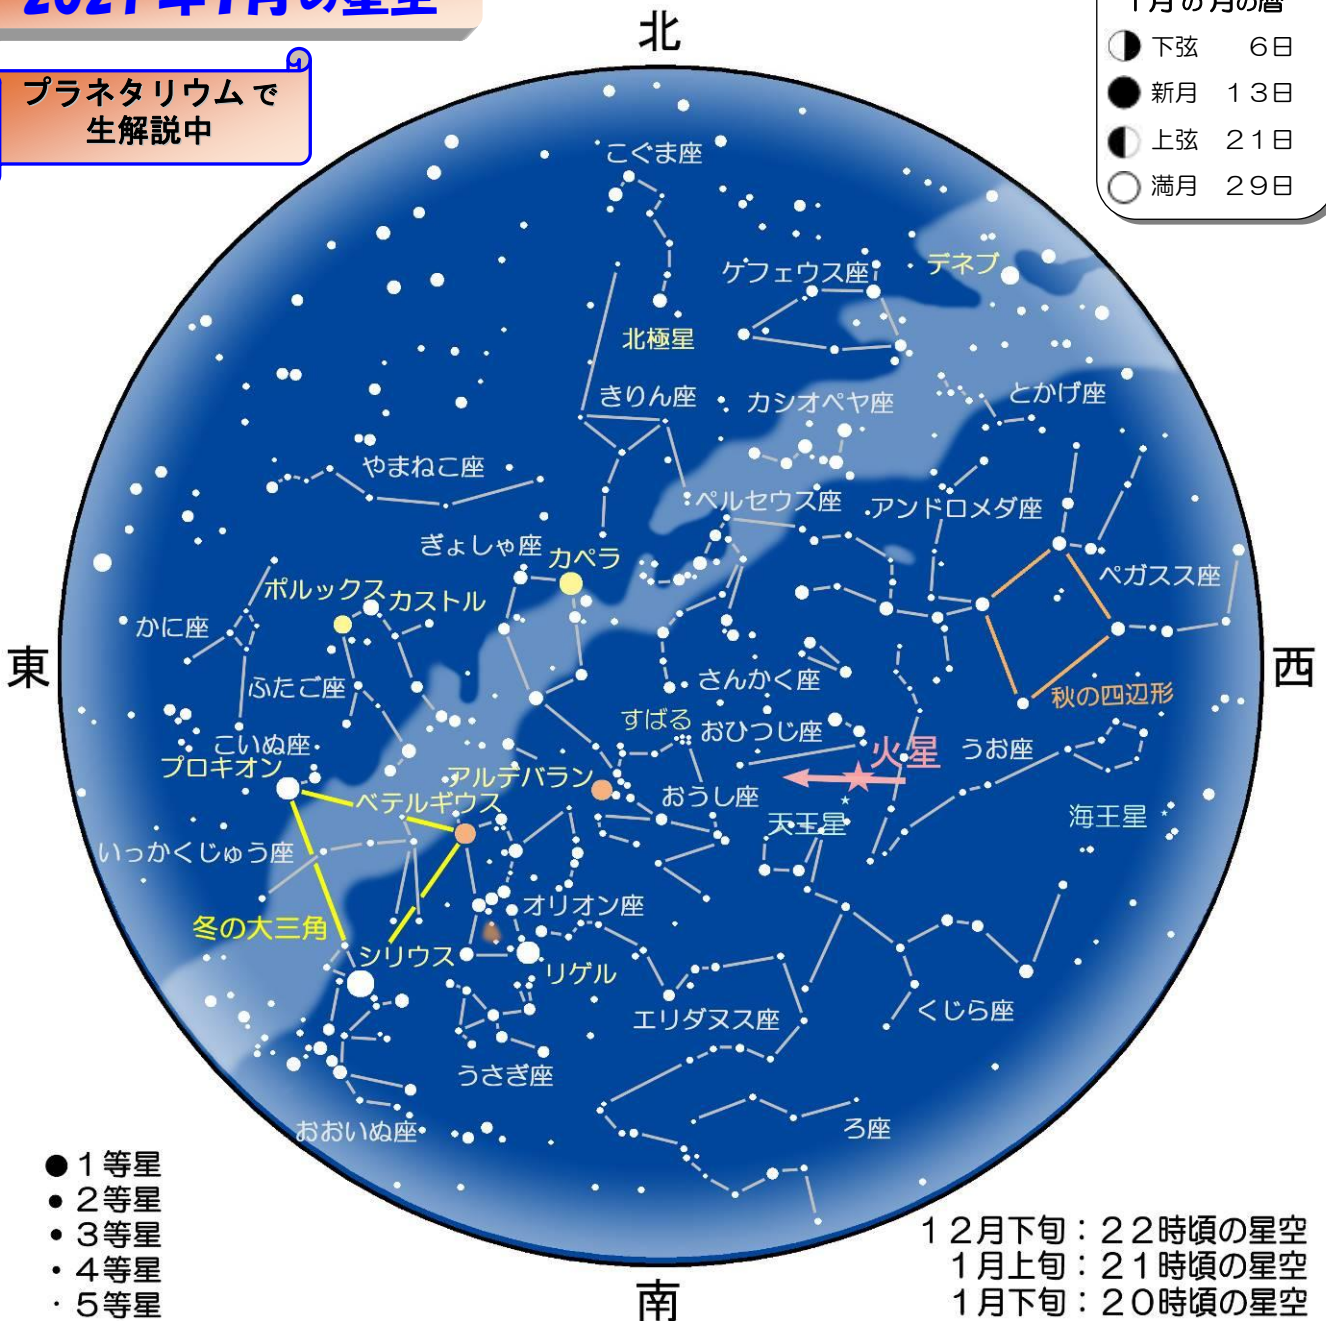 2021年1月の星空
プラネタリウムで
生解説中
1月の月の暦
下弦 6日
新月 13日
上弦 21日
満月 29日
北
こぐま座
ケフェウス座
デネブ
北極星
きりん座
カシオペヤ座
とかげ座
やまねこ座
ペルセウス座
アンドロメダ座
ぎょしゃ座
カペラ
ペガスス座
ポルックス
カストル
かに座
東
西
ふたご座
さんかく座
秋の四辺形
すばる
おひつじ座
こいぬ座
火星
うお座
プロキオン
アルデバラン
ベテルギウス
おうし座
天王星
海王星
いっかくじゅう座
オリオン座
冬の大三角
シリウス
リゲル
エリダヌス座
くじら座
うさぎ座
おおいぬ座
ろ座
●1等星
●2等星
●3等星
・4等星
・5等星
12月下旬：22時頃の星空
1月上旬：21時頃の星空
1月下旬：20時頃の星空
南